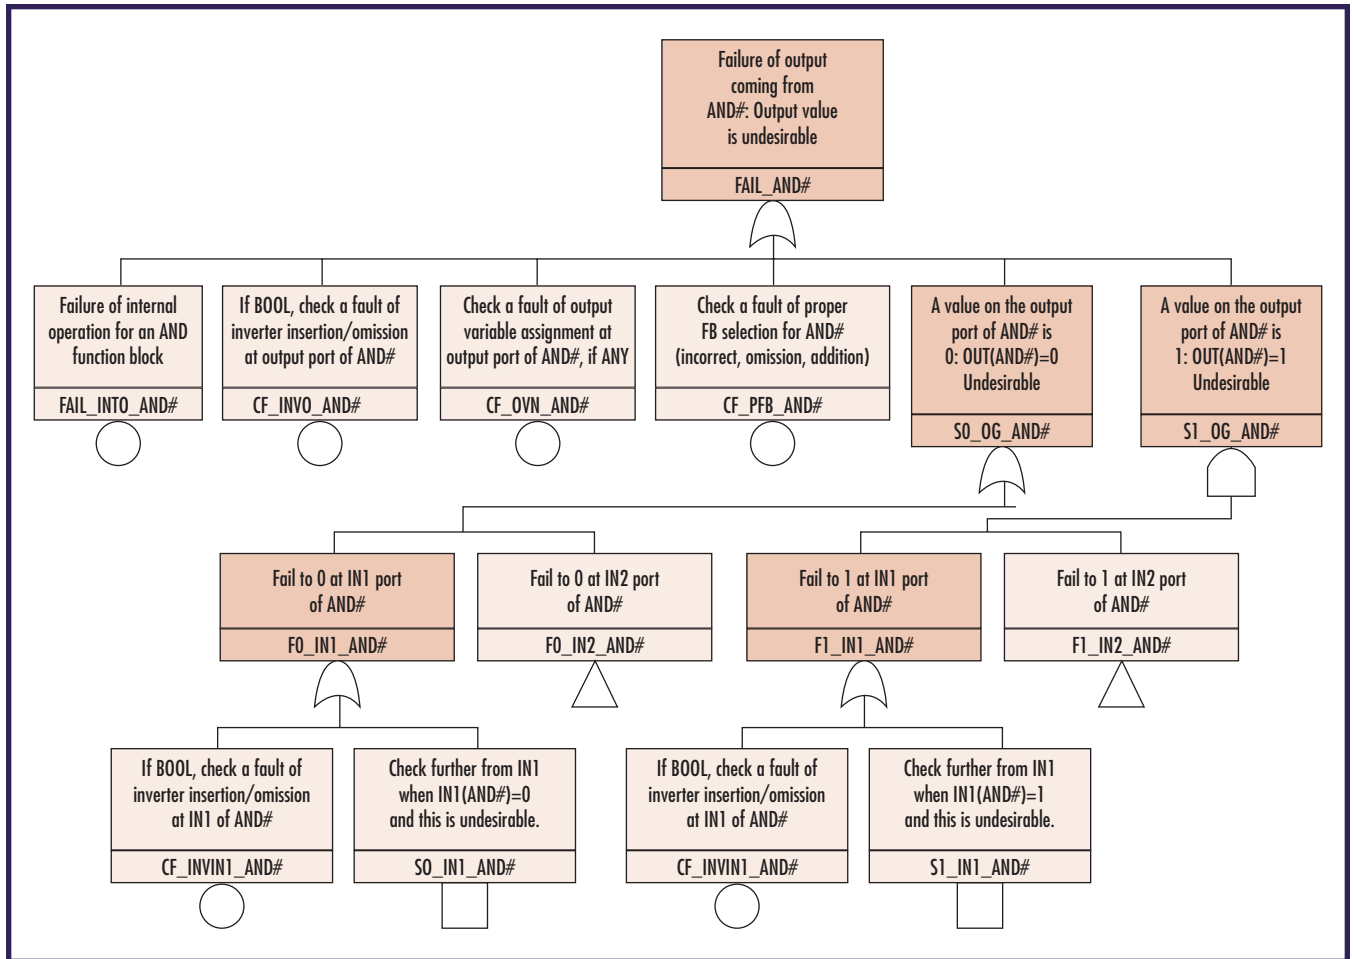 Failure of output
coming from
AND#: Output value
is undesirable
FAIL_AND#
Failure of internal
operation for an AND
function block
FAIL_INTO_AND#
If BOOL, check a fault of
inverter insertion/omission
at output port of AND#
CF_INVO_AND#
Check a fault of output
variable assignment at
output port of AND#, if ANY
CF_OVN_AND#
Check a fault of proper
FB selection for AND#
(incorrect, omission, addition)
CF_PFB_AND#
A value on the output
port of AND# is
0: OUT(AND#)=0
Undesirable
S0_OG_AND#
A value on the output
port of AND# is
1: OUT(AND#)=1
Undesirable
S1_OG_AND#
Fail to 0 at IN1 port
of AND#
F0_IN1_AND#
Fail to 0 at IN2 port
of AND#
F0_IN2_AND#
Fail to 1 at IN1 port
of AND#
F1_IN1_AND#
Fail to 1 at IN2 port
of AND#
F1_IN2_AND#
If BOOL, check a fault of
inverter insertion/omission
at IN1 of AND#
CF_INVIN1_AND#
Check further from IN1
when IN1(AND#)=0
and this is undesirable.
SO_IN1_AND#
If BOOL, check a fault of
inverter insertion/omission
at IN1 of AND#
CF_INVIN1_AND#
Check further from IN1
when IN1(AND#)=1
and this is undesirable.
S1_IN1_AND#